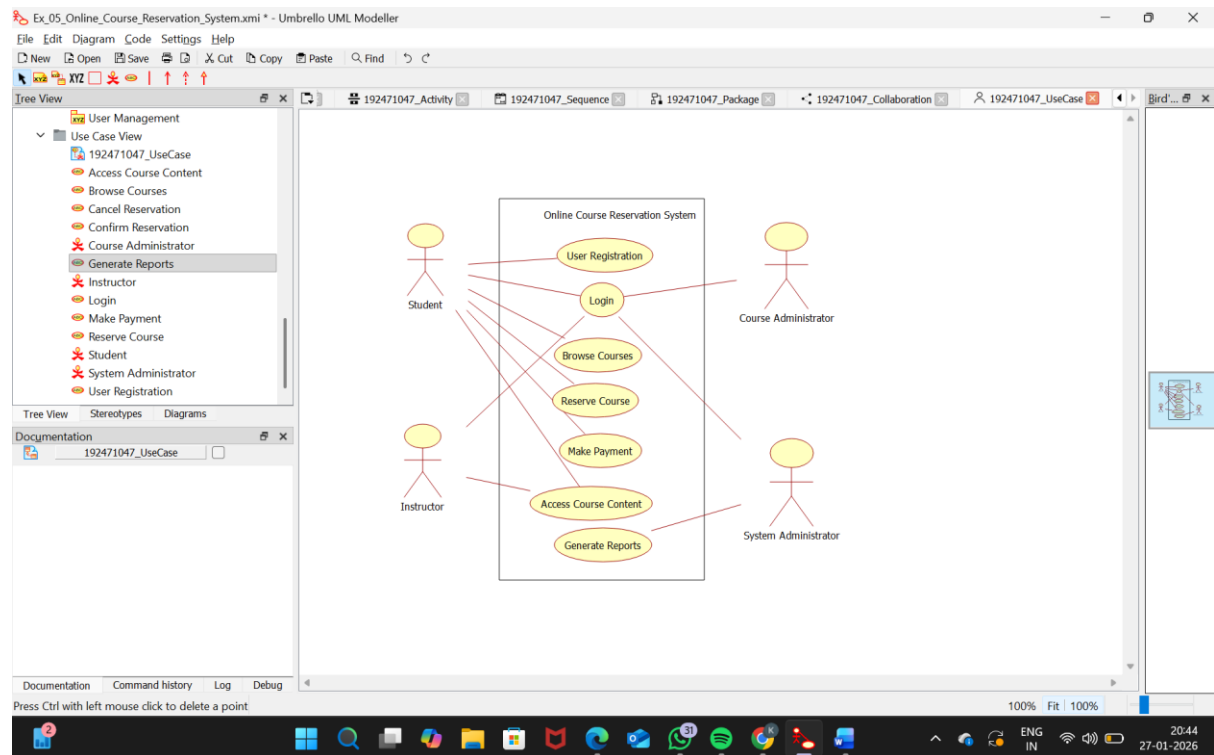 Ex_05_Online_Course_Reservation_System.xmi * - Umbrello UML Modeller
File Edit Diagram Code Settings Help
New Open Save Cut Copy Paste Find
XYZ
Tree View
192471047_Activity 192471047_Sequence 192471047_Package 192471047_Collaboration 192471047_UseCase
Bird'...
User Management
Use Case View
192471047_UseCase
Access Course Content
Browse Courses
Cancel Reservation
Confirm Reservation
Course Administrator
Generate Reports
Instructor
Login
Make Payment
Reserve Course
Student
System Administrator
User Registration
Tree View Stereotypes Diagrams
Documentation
192471047_UseCase
Online Course Reservation System
User Registration
Login
Student
Course Administrator
Browse Courses
Reserve Course
Make Payment
Access Course Content
Instructor
System Administrator
Generate Reports
Documentation Command history Log Debug
Press Ctrl with left mouse click to delete a point
100% Fit 100%
2
31
K
ENG
IN
20:44
27-01-2026